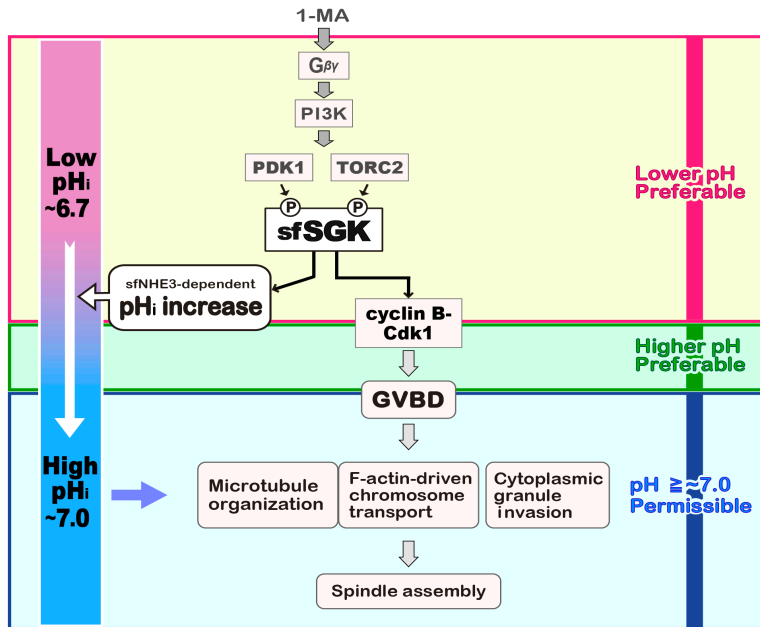 1-MA
Gβγ
PI3K
PDK1
TORC2
P
P
sfSGK
Low
pHi
~6.7
Lower pH
Preferable
sfNHE3-dependent
pHi increase
cyclin B-
Cdk1
Higher pH
Preferable
GVBD
High
pHi
~7.0
Microtubule
organization
F-actin-driven
chromosome
transport
Cytoplasmic
granule
invasion
pH ≧ ~7.0
Permissible
Spindle assembly